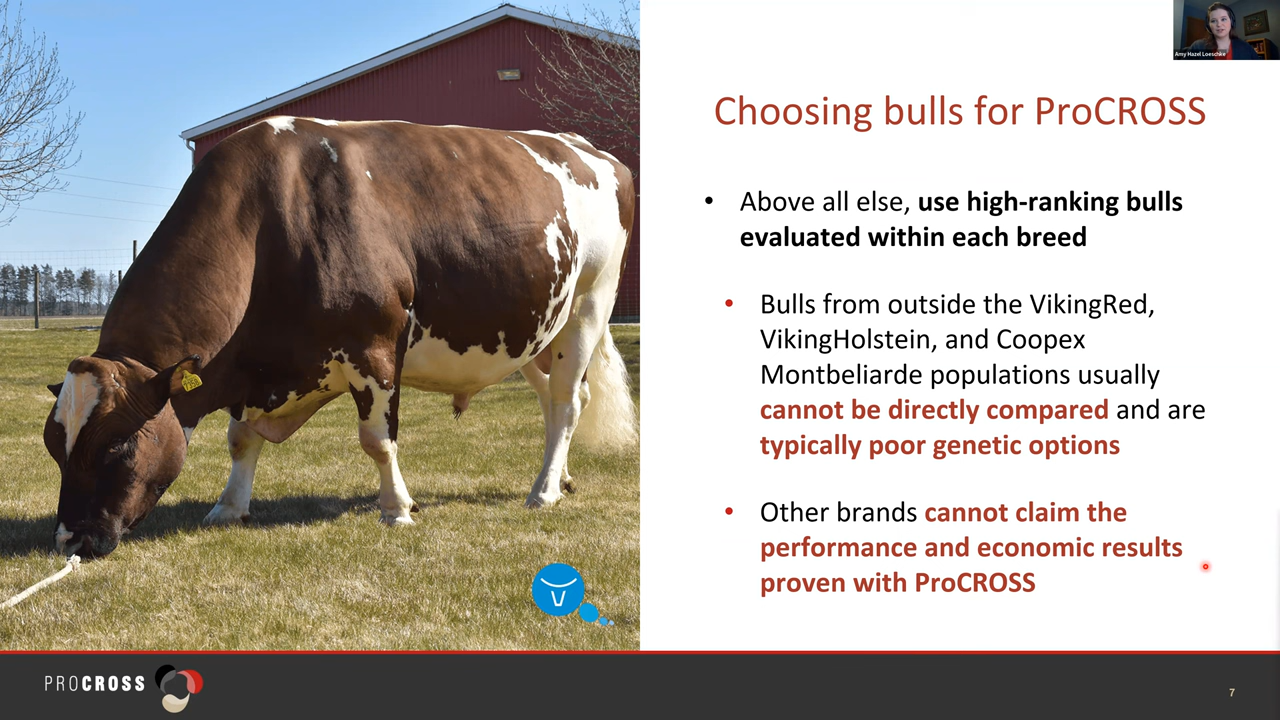 Amy Hazel Loeschke
Choosing bulls for ProCROSS
• Above all else, use high-ranking bulls
evaluated within each breed
• Bulls from outside the VikingRed,
VikingHolstein, and Coopex
Montbeliarde populations usually
cannot be directly compared and are
typically poor genetic options
• Other brands cannot claim the
performance and economic results
proven with ProCROSS
PROCROSS
7